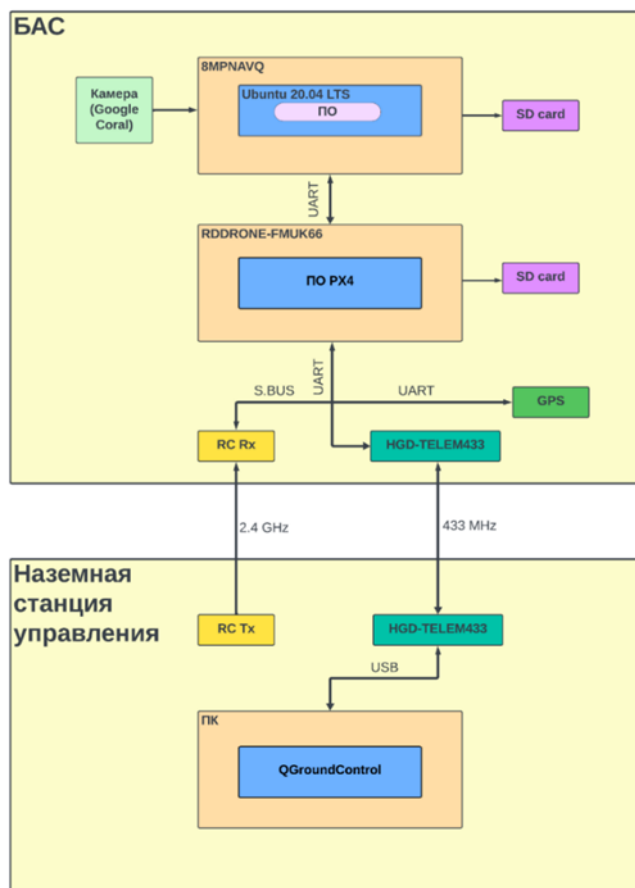 БАС
8MPNAVQ
Камера
(Google
Coral)
Ubuntu 20.04 LTS
ПО
SD card
UART
RDDRONE-FMUK66
ПО PX4
SD card
UART
S.BUS
UART
GPS
RC Rx
HGD-TELEM433
2.4 GHz
433 MHz
Наземная
станция
управления
RC Tx
HGD-TELEM433
USB
ПК
QGroundControl